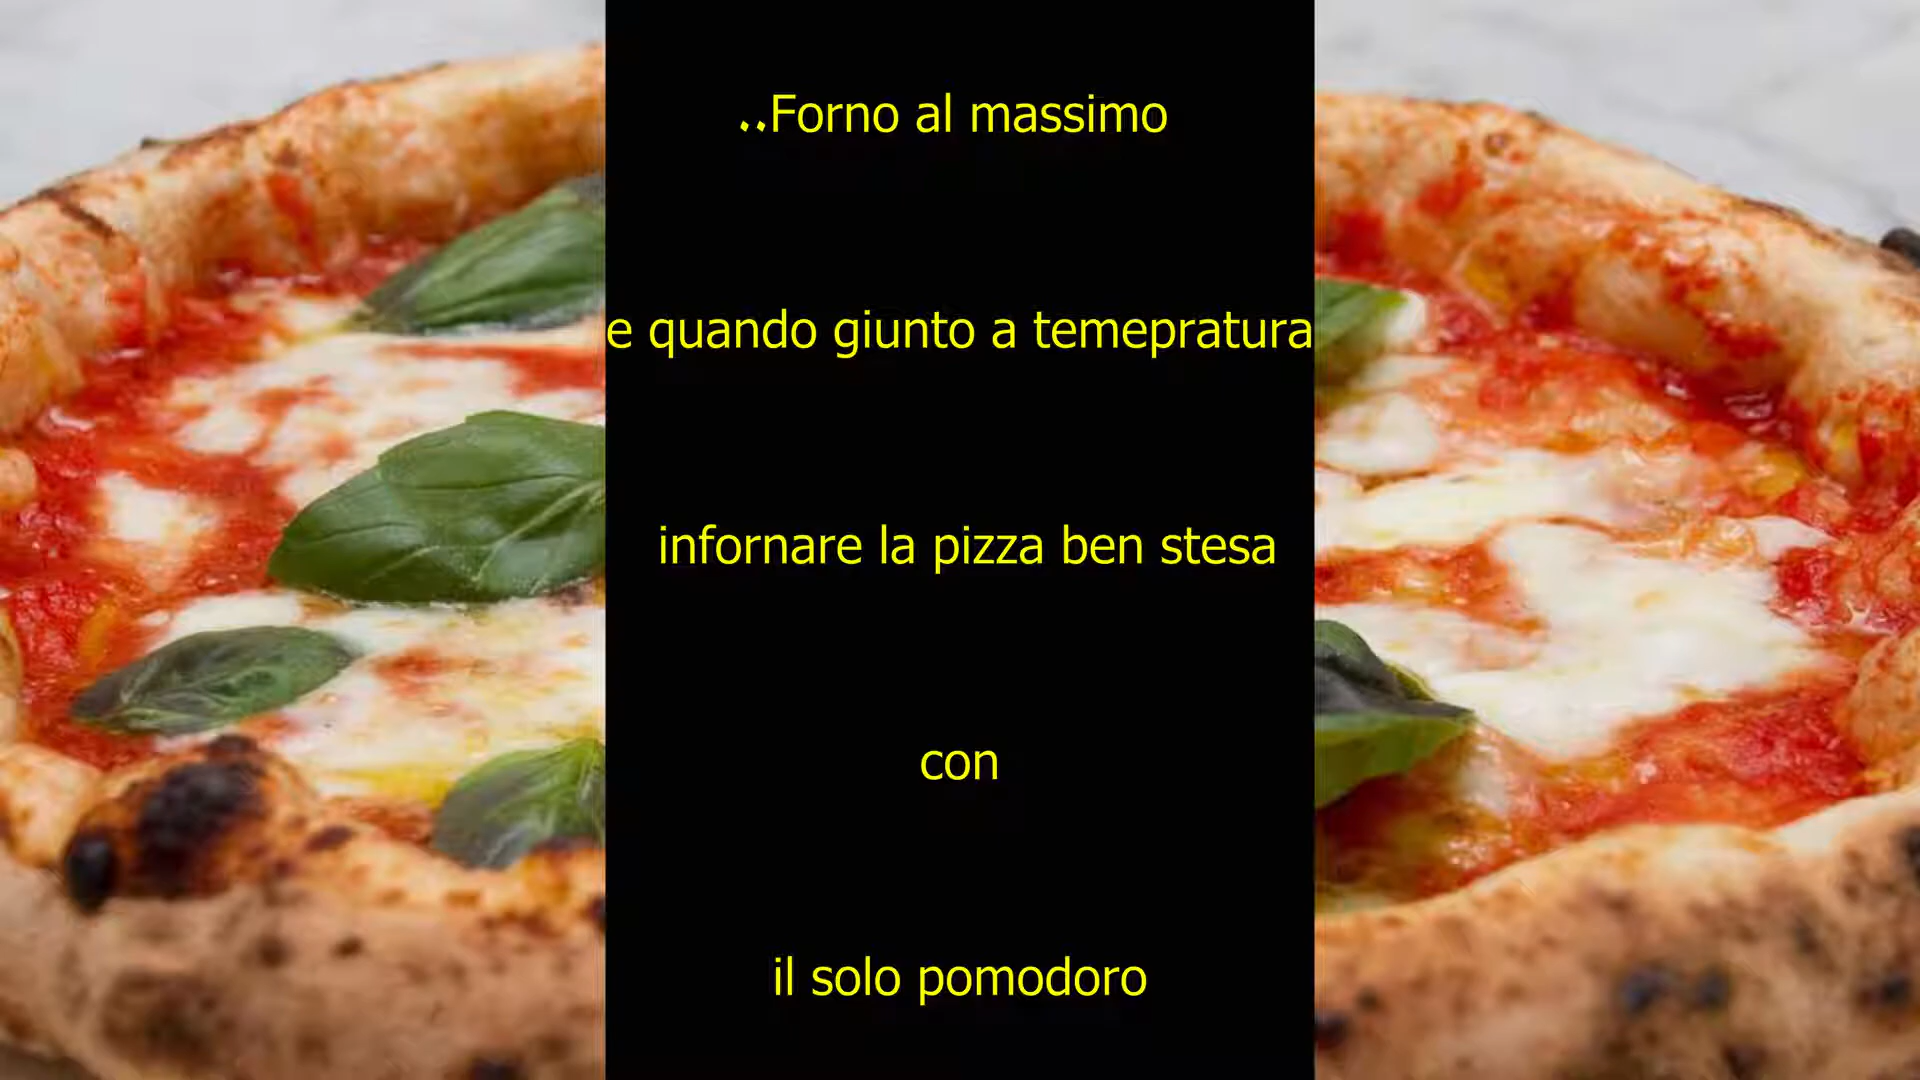 ..Forno al massimo
e quando giunto a temepratura
infornare la pizza ben stesa
con
il solo pomodoro